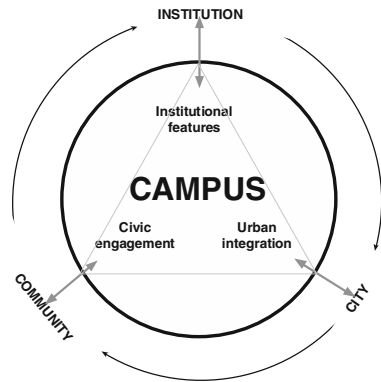 INSTITUTION
Institutional
features
CAMPUS
Civic
engagement
Urban
integration
COMMUNITY
CITY